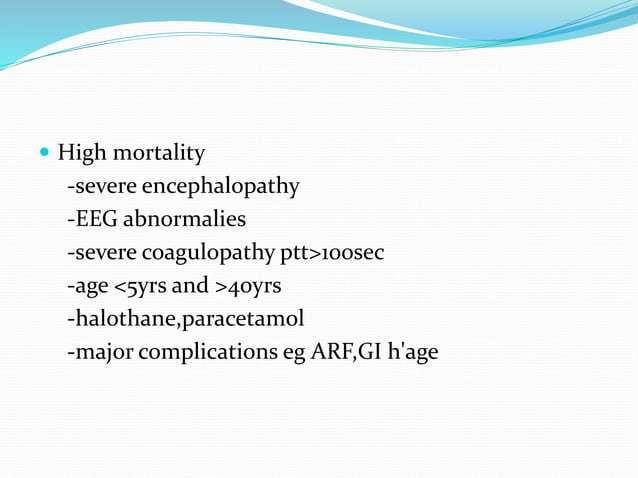 • High mortality
-severe encephalopathy
-EEG abnormalies
-severe coagulopathy ptt>100sec
-age <5yrs and >40yrs
-halothane,paracetamol
-major complications eg ARF,GI h'age